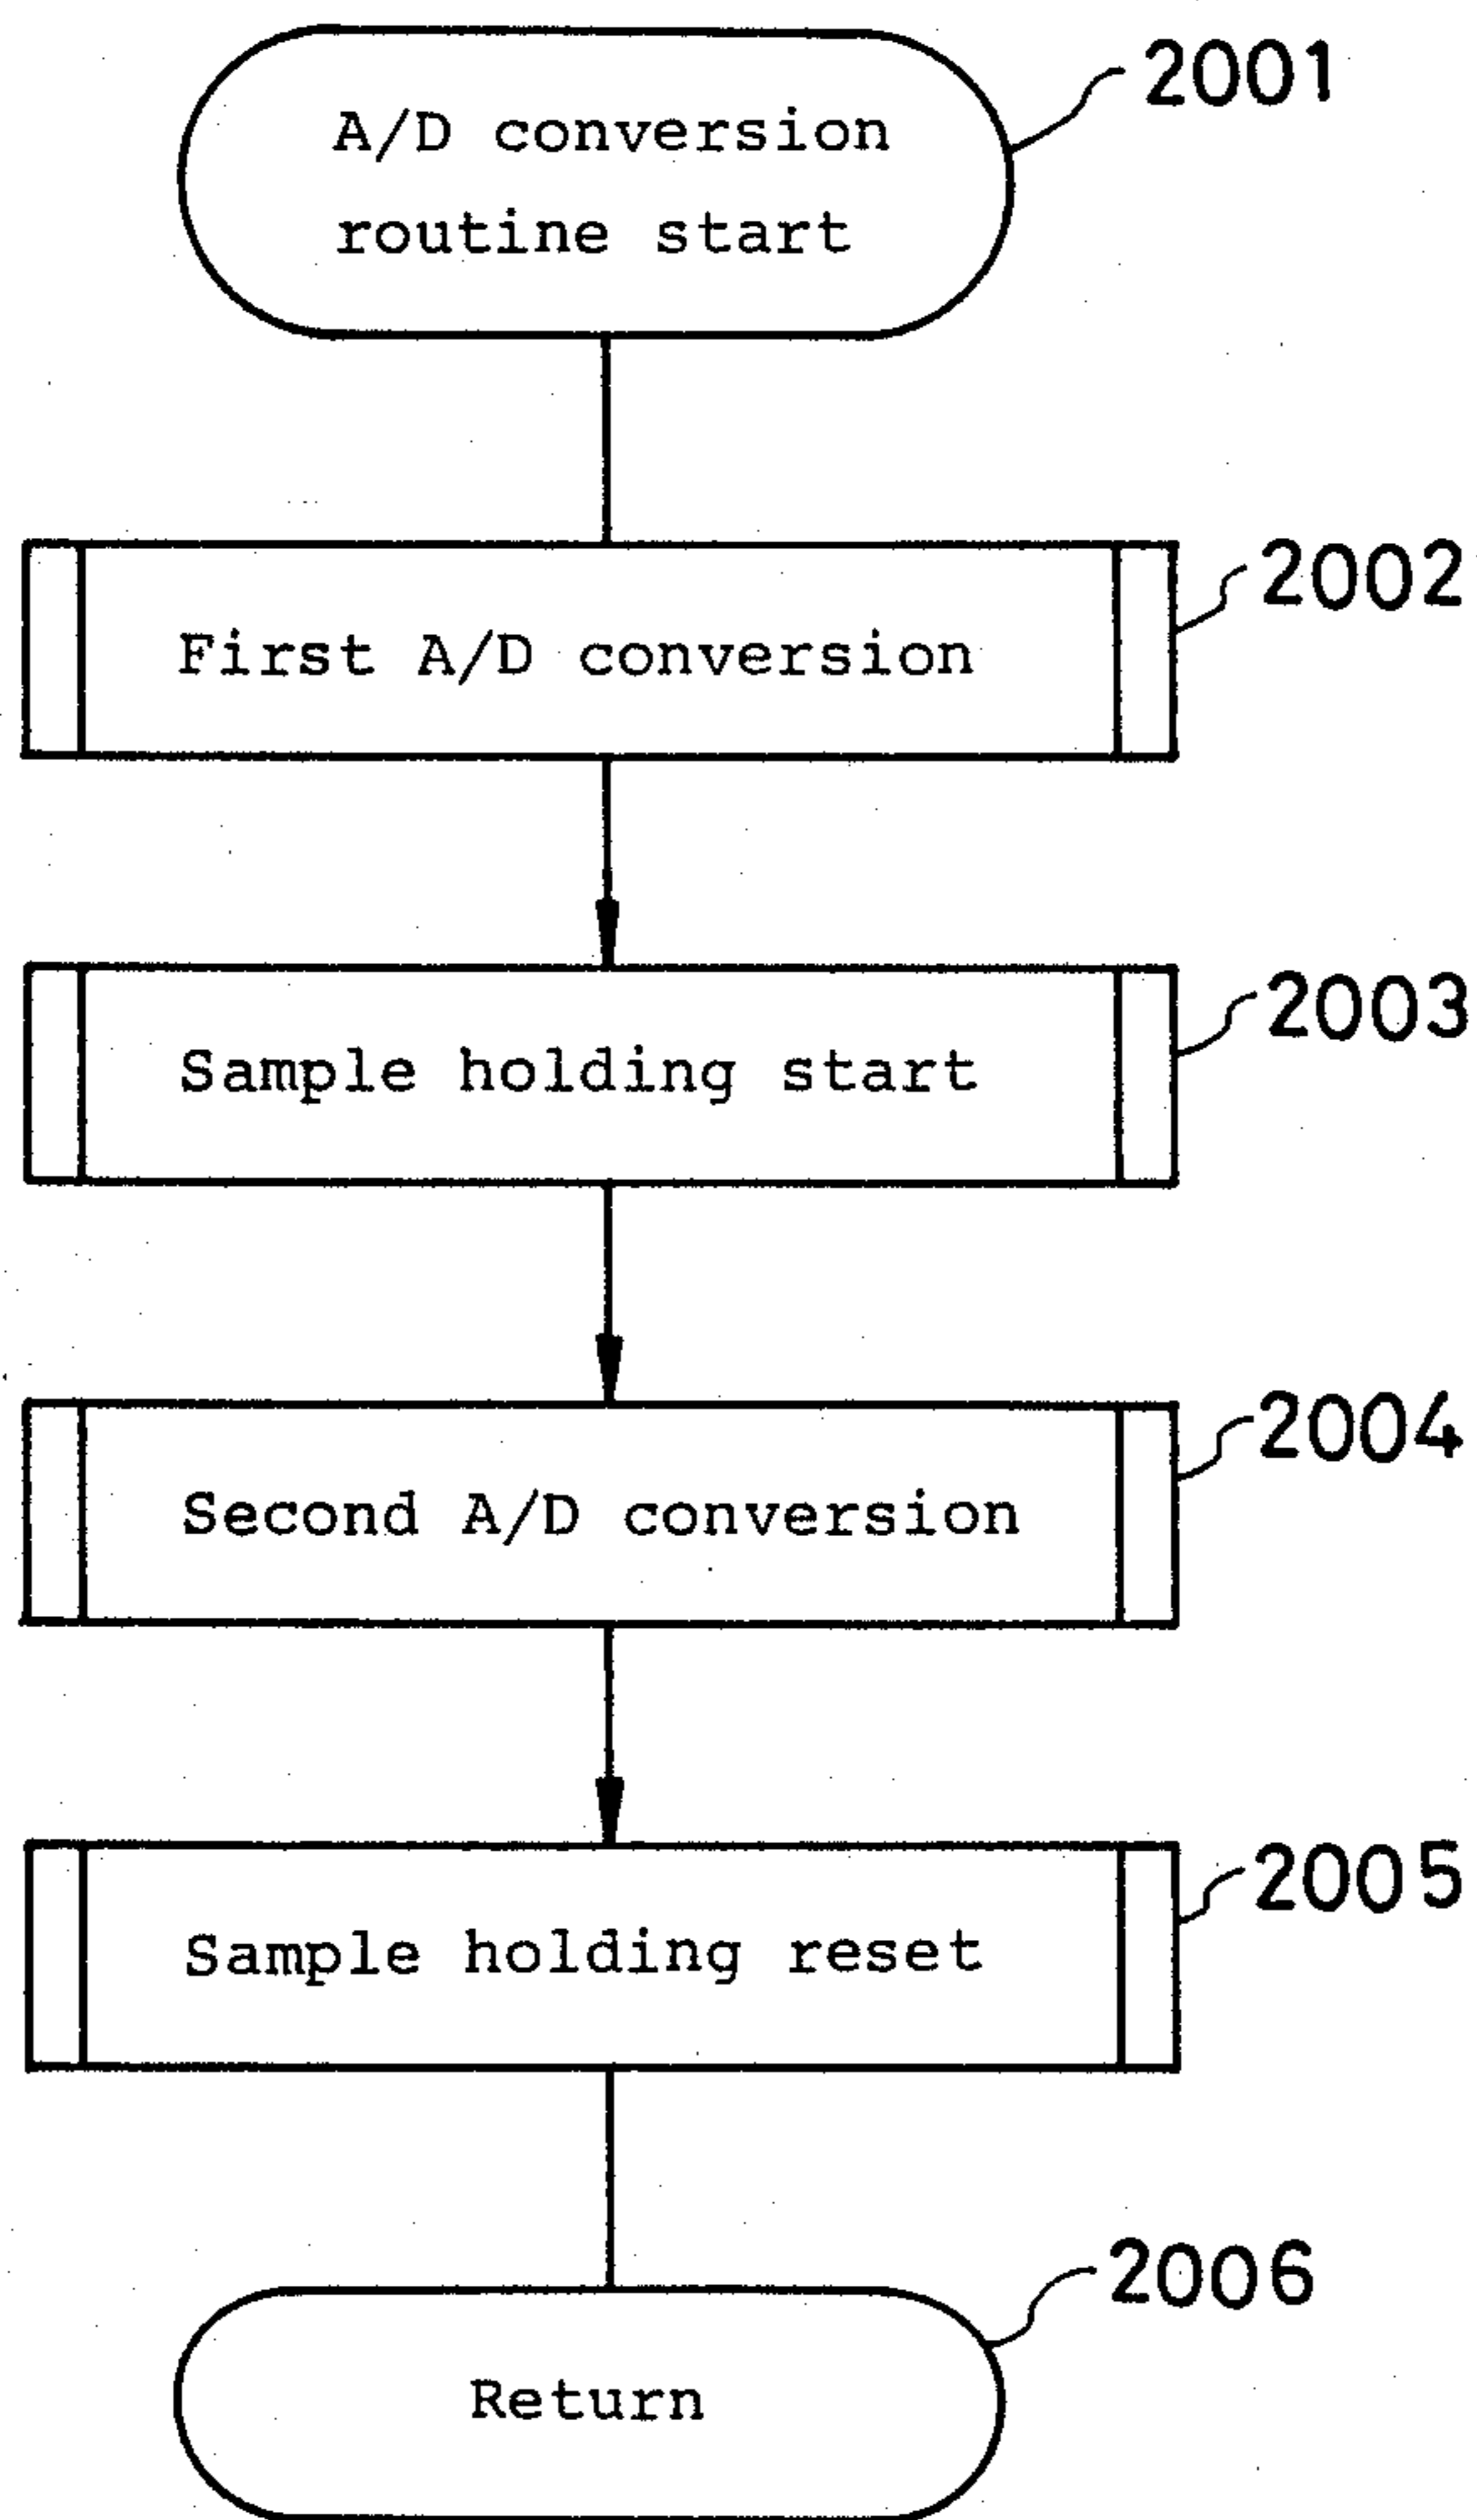 2001
A/D conversion
routine start
2002
First A/D conversion
2003
Sample holding start
2004
Second A/D conversion
2005
Sample holding reset
2006
Return